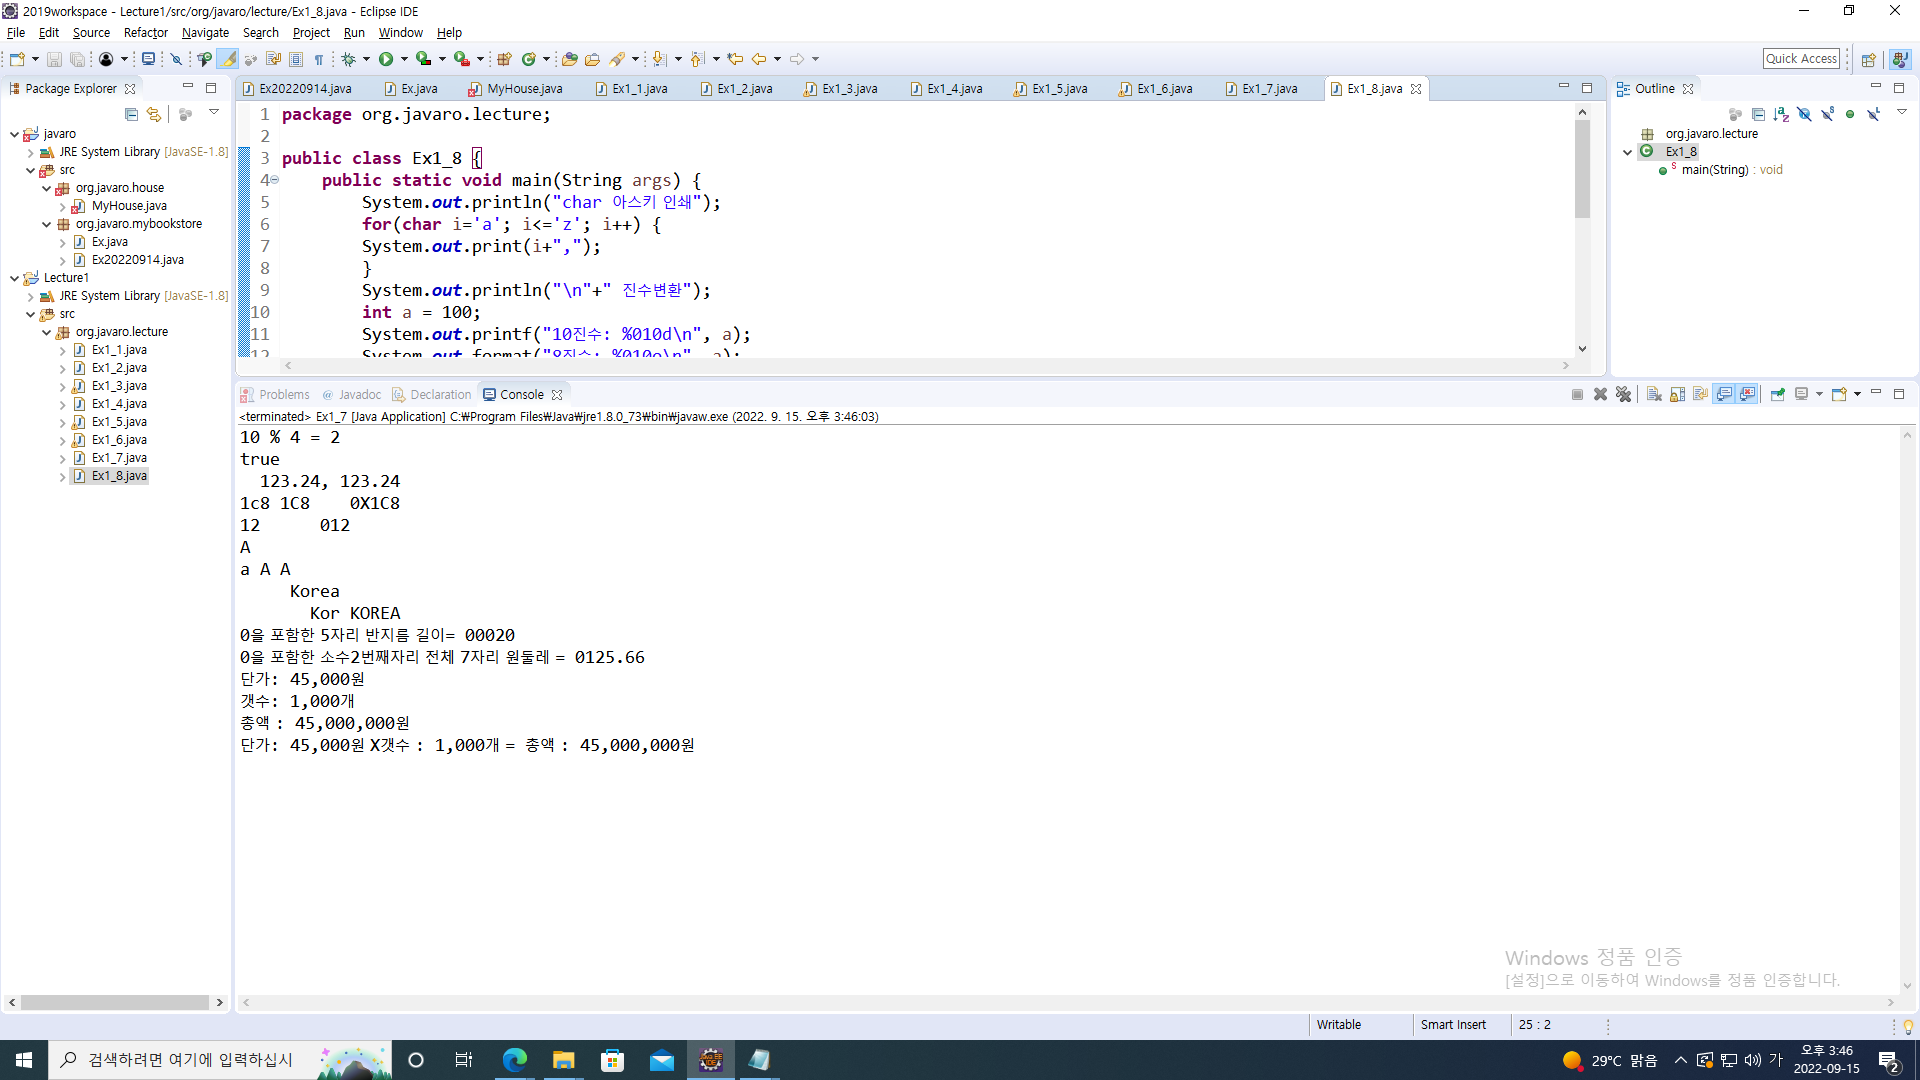 2019workspace - Lecture1/src/org/javaro/lecture/Ex1_8.java - Eclipse IDE
File Edit Source Refactor Navigate Search Project Run Window Help
Quick Access
Package Explorer
javaro
JRE System Library [JavaSE-1.8]
src
org.javaro.house
MyHouse.java
org.javaro.mybookstore
Ex.java
Ex20220914.java
Lecture1
JRE System Library [JavaSE-1.8]
src
org.javaro.lecture
Ex1_1.java
Ex1_2.java
Ex1_3.java
Ex1_4.java
Ex1_5.java
Ex1_6.java
Ex1_7.java
Ex1_8.java
Ex20220914.java Ex.java MyHouse.java Ex1_1.java Ex1_2.java Ex1_3.java Ex1_4.java Ex1_5.java Ex1_6.java Ex1_7.java Ex1_8.java
1 package org.javaro.lecture;
2
3 public class Ex1_8 {
4 public static void main(String args) {
5 System.out.println("char 아스키 인쇄");
6 for(char i='a'; i<='z'; i++) {
7 System.out.print(i+",");
8 }
9 System.out.println("\n"+" 진수변환");
10 int a = 100;
11 System.out.printf("10진수: %010d\n", a);
12 System.out.format("8진수: %010o\n", a);
Outline
org.javaro.lecture
Ex1_8
main(String) : void
Problems @ Javadoc Declaration Console
<terminated> Ex1_7 [Java Application] C:₩Program Files₩Java₩jre1.8.0_73₩bin₩javaw.exe (2022. 9. 15. 오후 3:46:03)
10 % 4 = 2
true
123.24, 123.24
1c8 1C8 0X1C8
12 012
A
a A A
Korea
Kor KOREA
0을 포함한 5자리 반지름 길이= 00020
0을 포함한 소수2번째자리 전체 7자리 원둘레 = 0125.66
단가: 45,000원
갯수: 1,000개
총액 : 45,000,000원
단가: 45,000원 X갯수 : 1,000개 = 총액 : 45,000,000원
Windows 정품 인증
[설정]으로 이동하여 Windows를 정품 인증합니다.
Writable Smart Insert 25 : 2
검색하려면 여기에 입력하십시
29°C 맑음
가
오후 3:46
2022-09-15
2